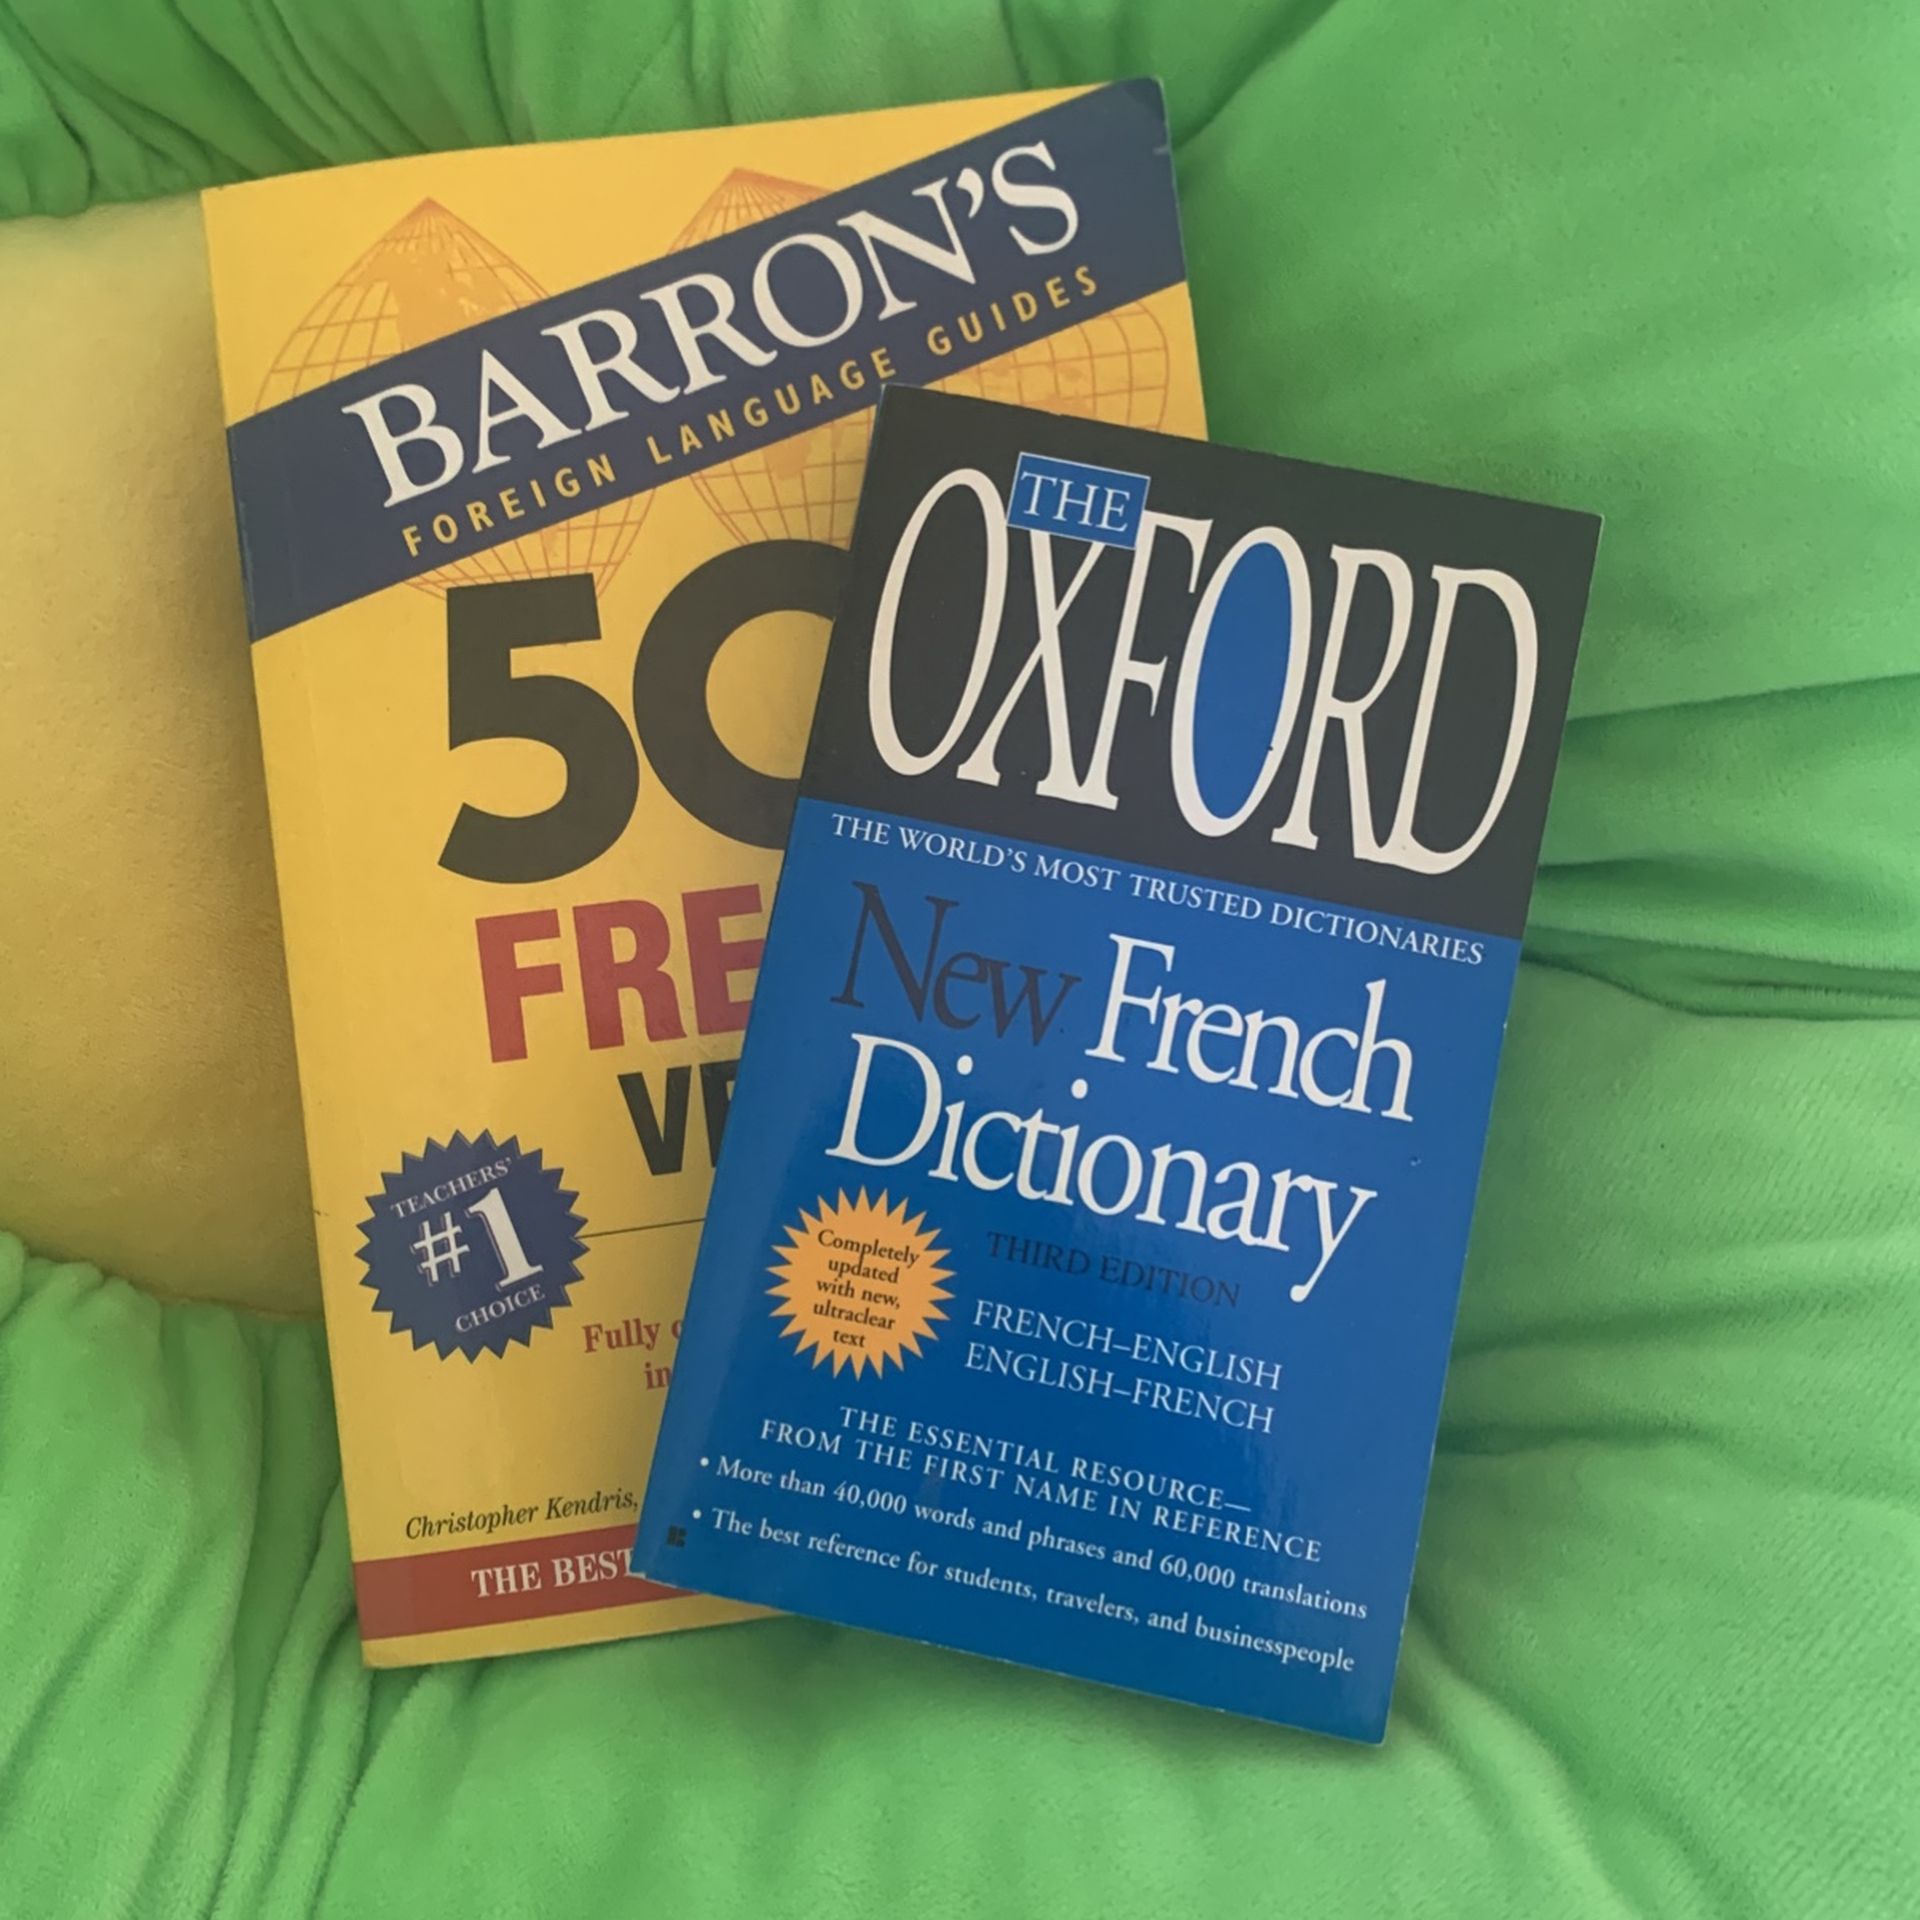 BARRON'S
FOREIGN LANGUAGE GUIDES
50
FRE
VE
TEACHERS'
#1
CHOICE
Fully
in
Christopher Kendris,
THE BEST
THE
OXFORD
THE WORLD'S MOST TRUSTED DICTIONARIES
New French
Dictionary
THIRD EDITION
Completely
updated
with new,
ultraclear
text
FRENCH–ENGLISH
ENGLISH–FRENCH
THE ESSENTIAL RESOURCE—
FROM THE FIRST NAME IN REFERENCE
• More than 40,000 words and phrases and 60,000 translations
• The best reference for students, travelers, and businesspeople